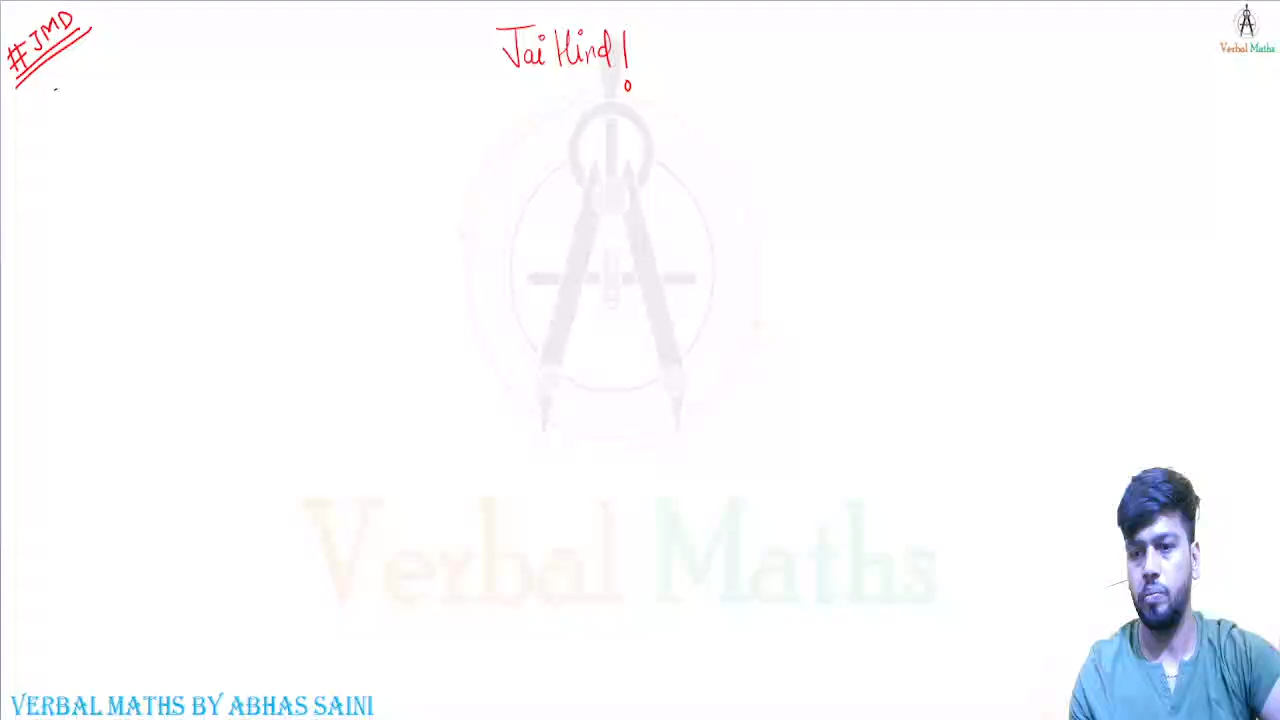 #JMD
Jai Hind!
Verbal Maths
Verbal Maths
VERBAL MATHS BY ABHAS SAINI